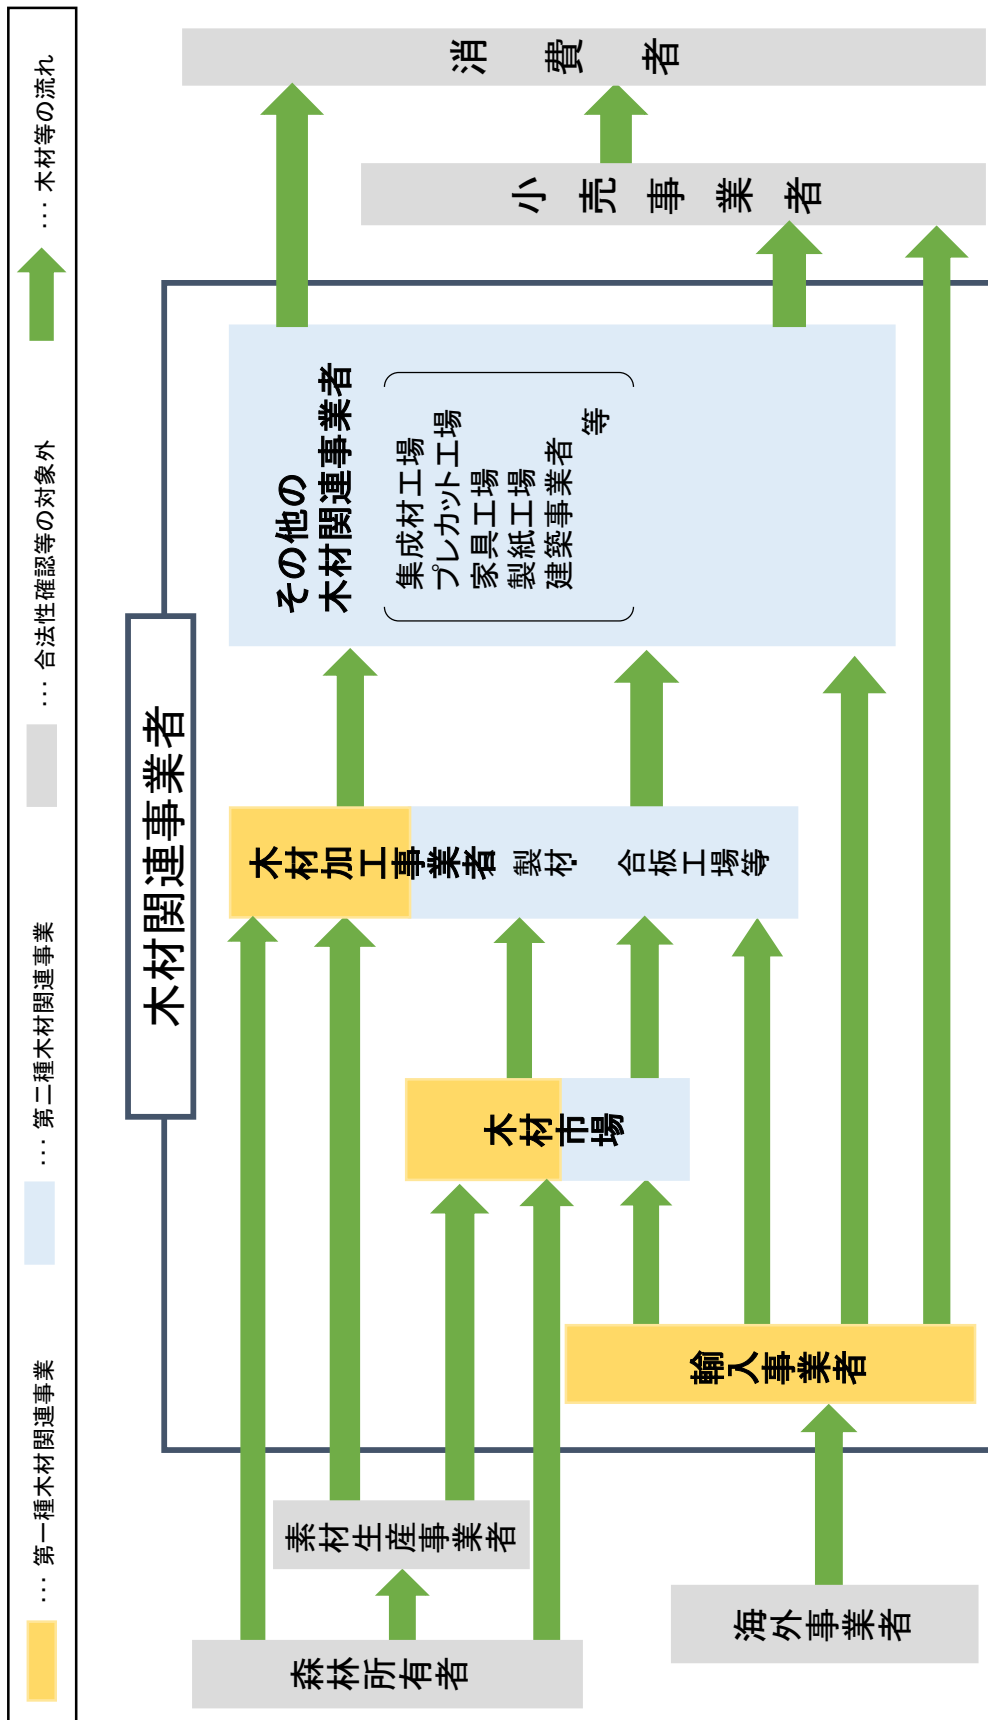 … 第一種木材関連事業
… 第二種木材関連事業
… 合法性確認等の対象外
… 木材等の流れ
木材関連事業者
森林所有者
素材生産事業者
海外事業者
輸入事業者
木材市場
木材加工事業者
製材・
合板工場等
その他の
木材関連事業者
集成材工場
プレカット工場
家具工場
製紙工場
建築事業者
等
小売事業者
消費者